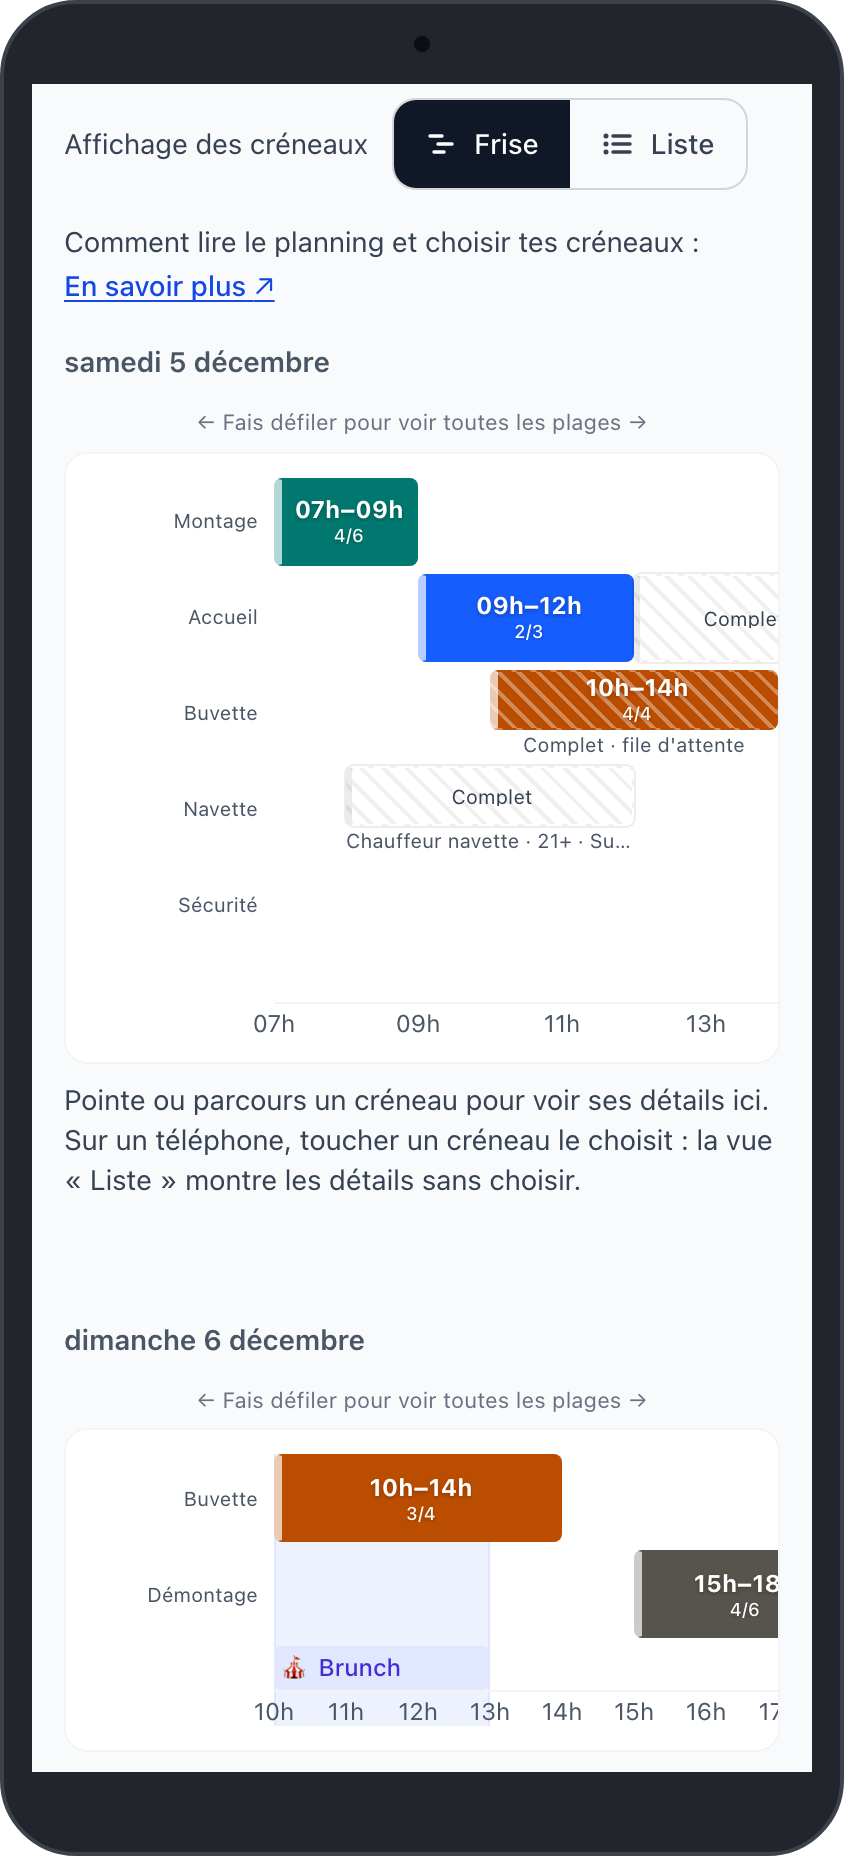 Affichage des créneaux
Frise
Liste
Comment lire le planning et choisir tes créneaux :
En savoir plus ↗
samedi 5 décembre
← Fais défiler pour voir toutes les plages →
Montage
07h–09h
4/6
Accueil
09h–12h
2/3
Comple
Buvette
10h–14h
4/4
Complet · file d'attente
Navette
Complet
Chauffeur navette · 21+ · Su...
Sécurité
07h 09h 11h 13h
Pointe ou parcours un créneau pour voir ses détails ici.
Sur un téléphone, toucher un créneau le choisit : la vue
« Liste » montre les détails sans choisir.
dimanche 6 décembre
← Fais défiler pour voir toutes les plages →
Buvette
10h–14h
3/4
Démontage
15h–18
4/6
Brunch
10h 11h 12h 13h 14h 15h 16h 17